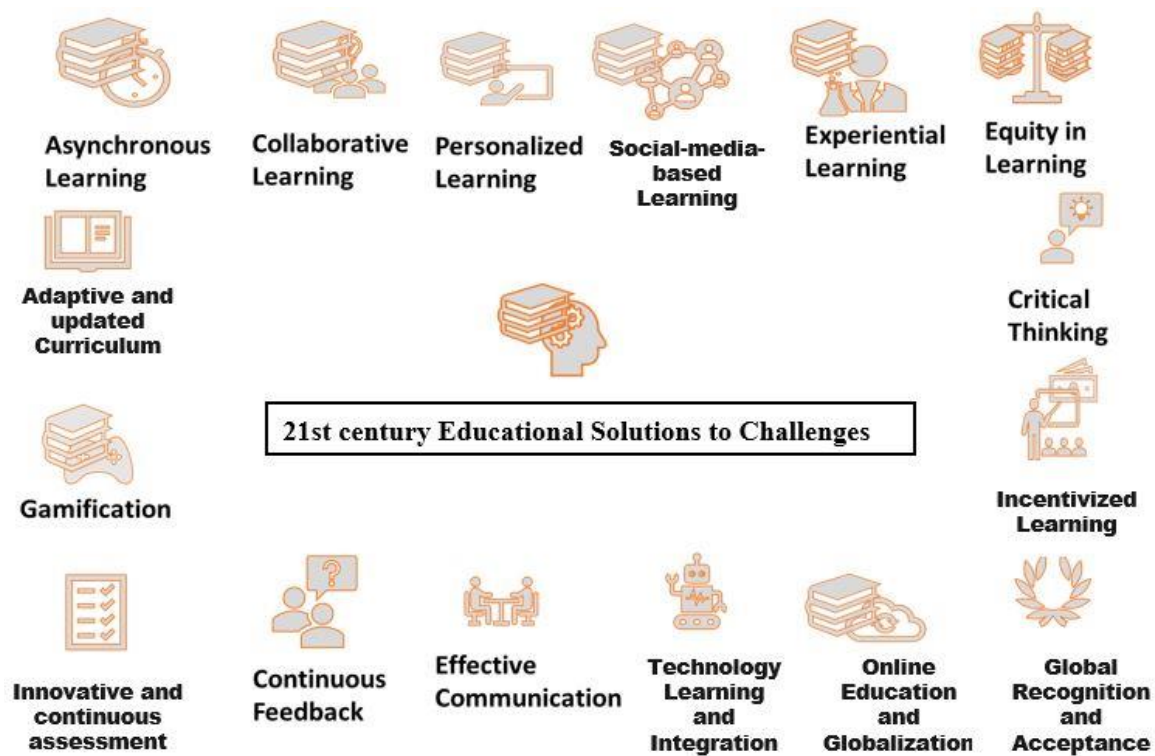 Asynchronous
Learning
Collaborative
Learning
Personalized
Learning
Social-media-
based
Learning
Experiential
Learning
Equity in
Learning
Adaptive and
updated
Curriculum
Critical
Thinking
21st century Educational Solutions to Challenges
Gamification
Incentivized
Learning
Innovative and
continuous
assessment
?
Continuous
Feedback
Effective
Communication
Technology
Learning
and
Integration
Online
Education
and
Globalization
Global
Recognition
and
Acceptance